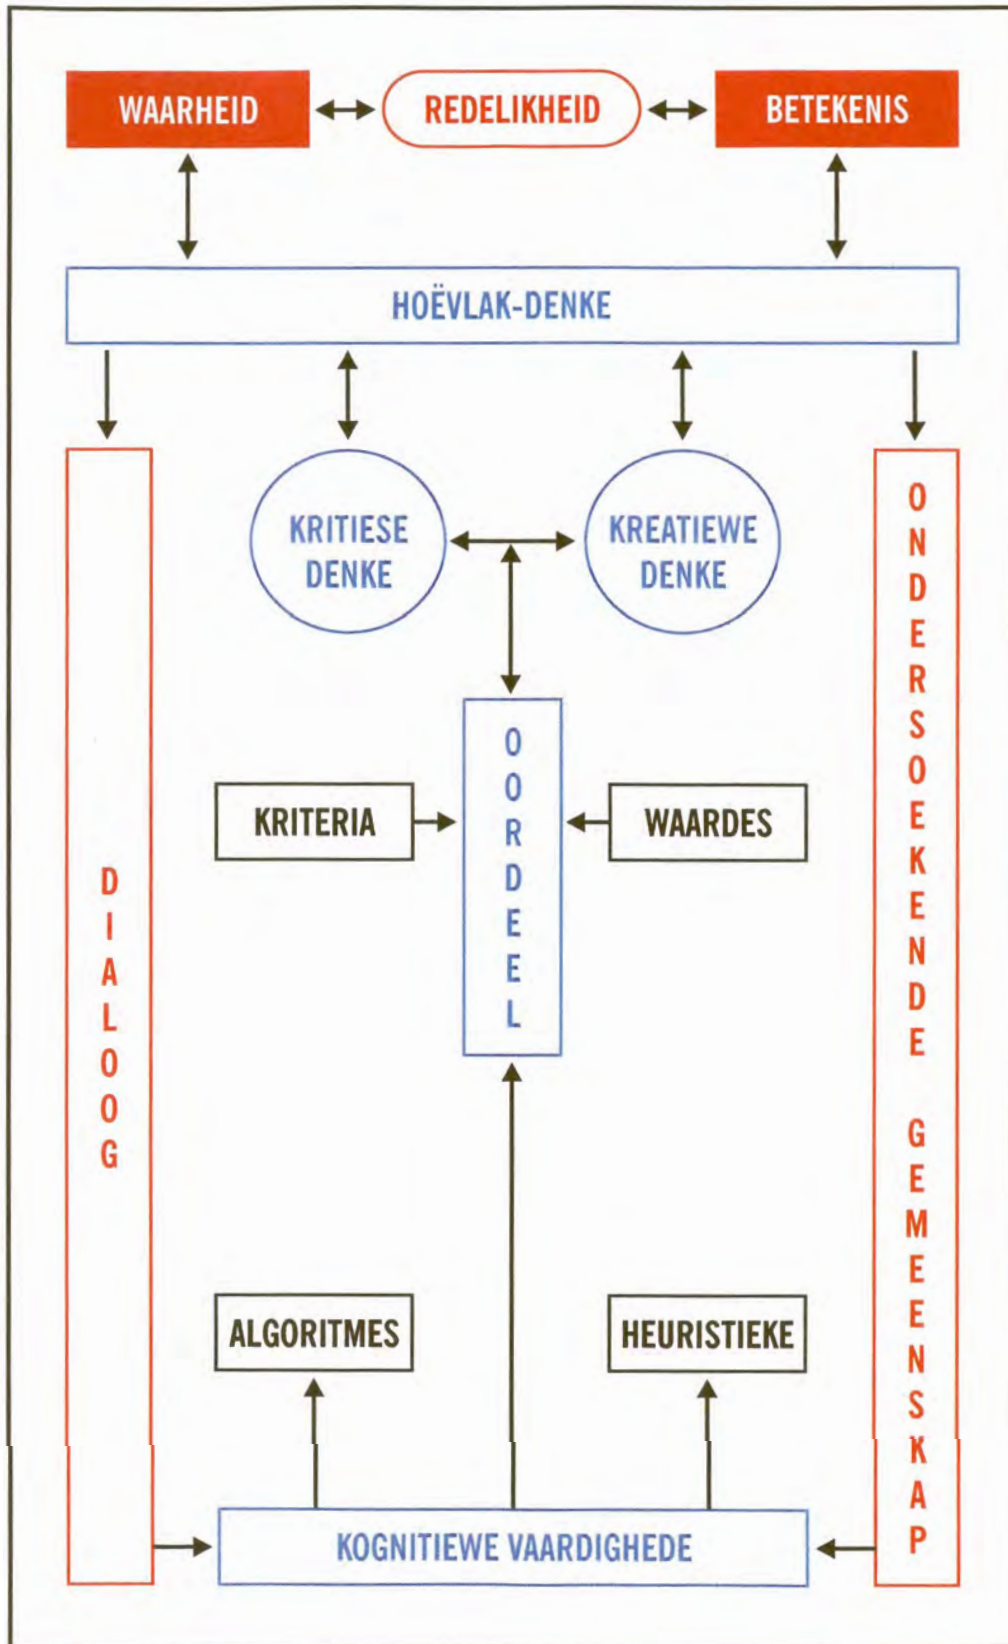 WAARHEID
REDELIKHEID
BETEKENIS
HOËVLAK-DENKE
KRITIESE
DENKE
KREATIEWE
DENKE
DIALOOG
OORDEEL
ONDERSOEKENDE GEMEENSKAP
KRITERIA
WAARDES
ALGORITMES
HEURISTIEKE
KOGNITIEWE VAARDIGHEDE